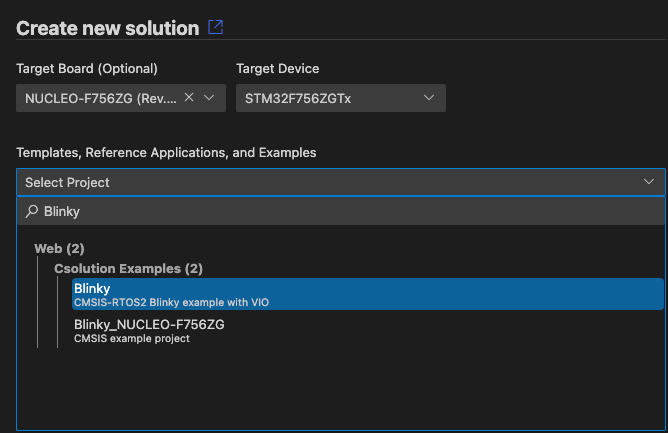 Create new solution
Target Board (Optional) Target Device
NUCLEO-F756ZG (Rev.... STM32F756ZGTx
Templates, Reference Applications, and Examples
Select Project
Blinky
Web (2)
Csolution Examples (2)
Blinky
CMSIS-RTOS2 Blinky example with VIO
Blinky_NUCLEO-F756ZG
CMSIS example project